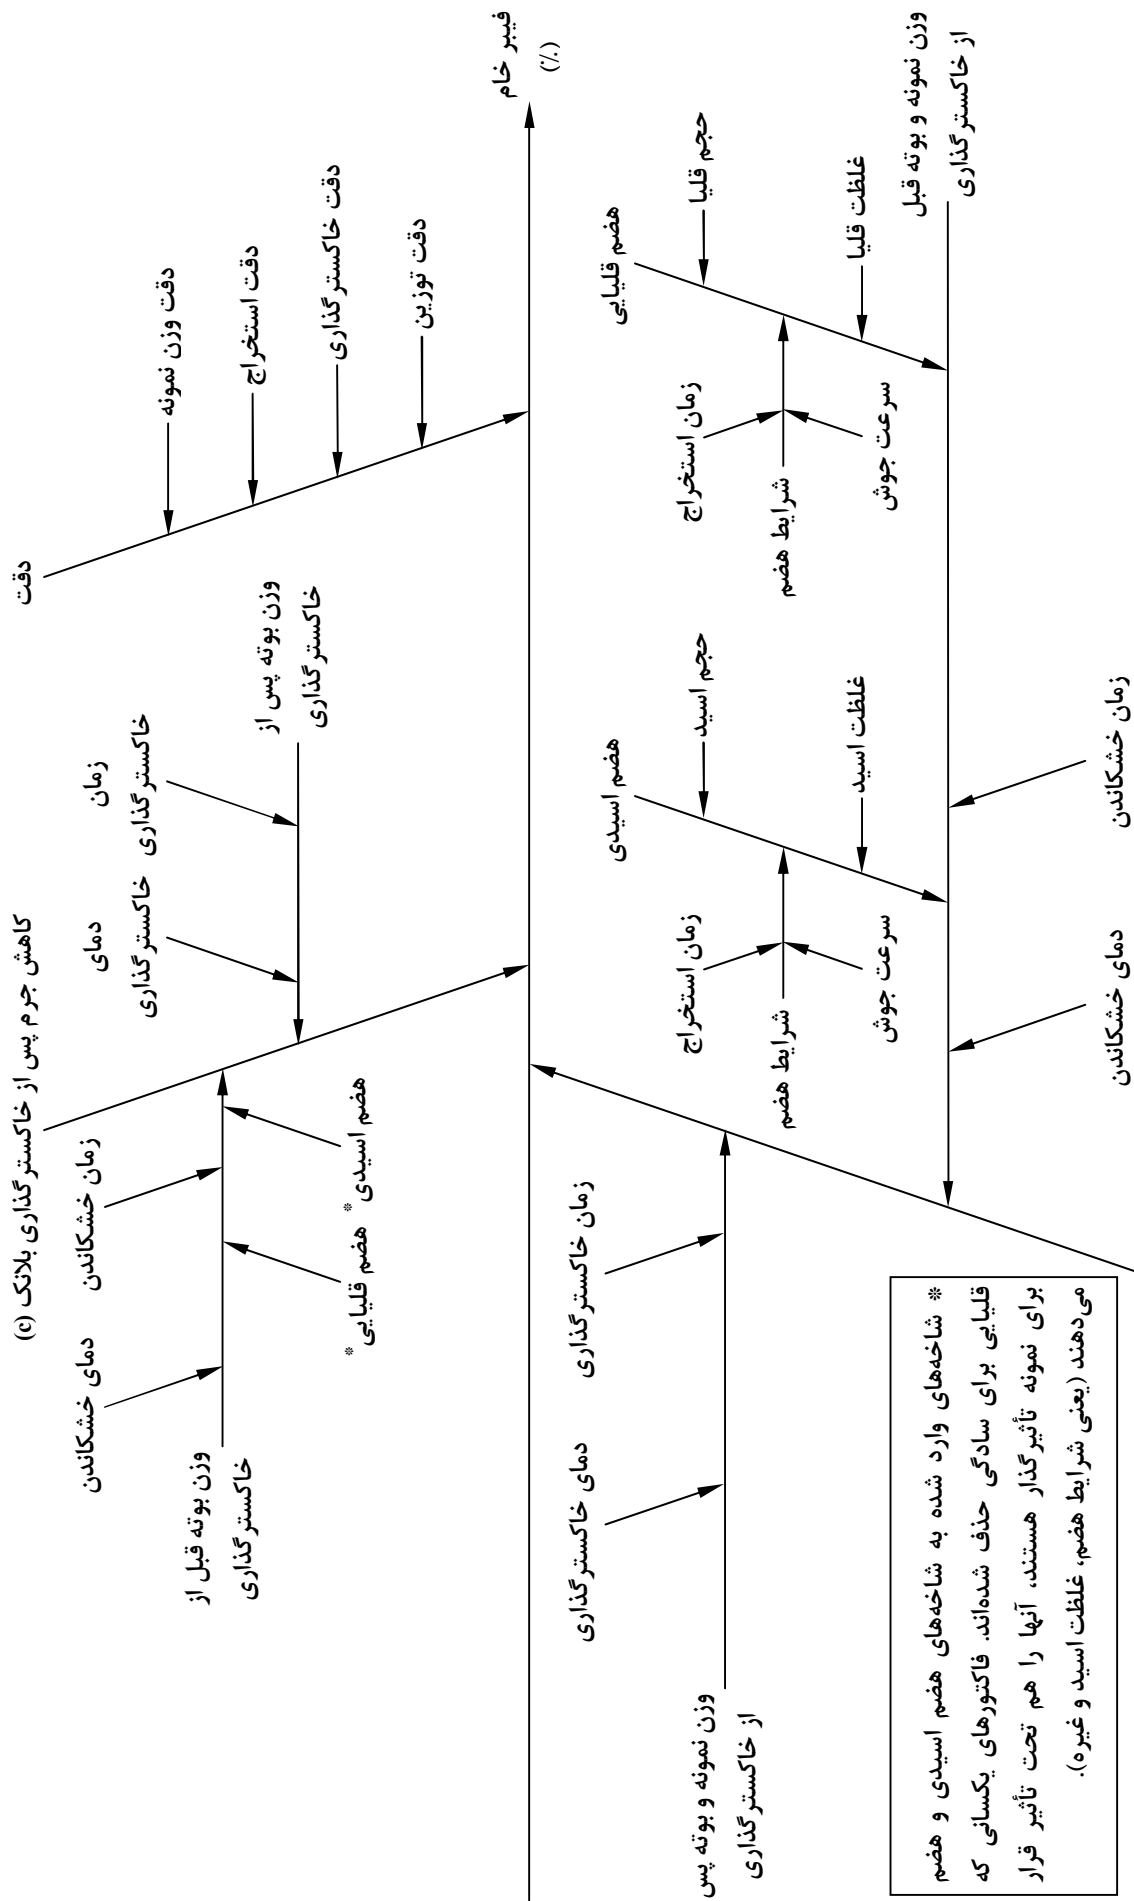 کاهش جرم پس از خاکسترگذاری بلانک (c)
دقت
دمای خشکاندن
زمان خشکاندن
دمای
خاکسترگذاری
زمان
خاکسترگذاری
دقت وزن نمونه
دقت استخراج
دقت خاکسترگذاری
دقت توزین
وزن بوته قبل از
خاکسترگذاری
هضم قلیایی*
هضم اسیدی*
وزن بوته پس از
خاکسترگذاری
فیبر خام
(%)
دمای خاکسترگذاری
زمان خاکسترگذاری
هضم اسیدی
هضم قلیایی
وزن نمونه و بوته پس
از خاکسترگذاری
زمان استخراج
حجم اسید
شرایط هضم
سرعت جوش
غلظت اسید
زمان استخراج
حجم قلیا
شرایط هضم
سرعت جوش
غلظت قلیا
وزن نمونه و بوته قبل
از خاکسترگذاری
دمای خشکاندن
زمان خشکاندن
* شاخه‌های وارد شده به شاخه‌های هضم اسیدی و هضم
قلیایی برای سادگی حذف شده‌اند. فاکتورهای یکسانی که
برای نمونه تأثیرگذار هستند، آنها را هم تحت تأثیر قرار
می‌دهند (یعنی شرایط هضم، غلظت اسید و غیره).